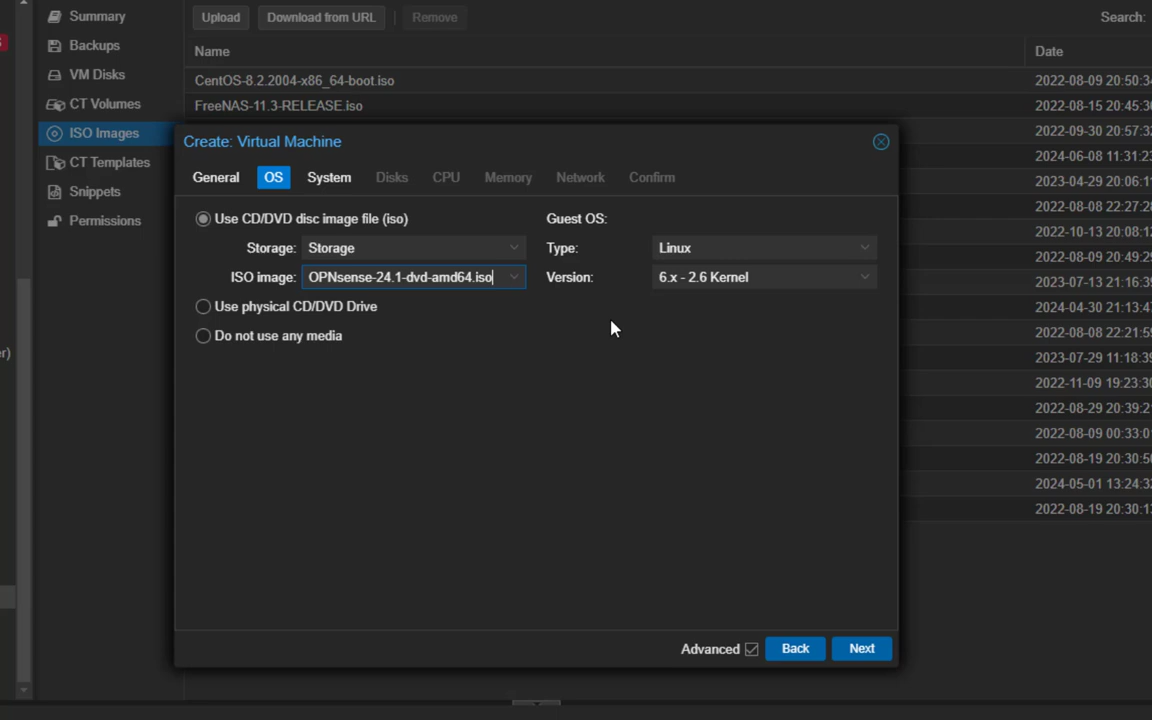 Summary
Backups
VM Disks
CT Volumes
ISO Images
CT Templates
Snippets
Permissions
Upload Download from URL Remove Search:
Name Date
CentOS-8.2.2004-x86_64-boot.iso 2022-08-09 20:50:3
FreeNAS-11.3-RELEASE.iso 2022-08-15 20:45:3
2022-09-30 20:57:3
2024-06-08 11:31:2
2023-04-29 20:06:1
2022-08-08 22:27:2
2022-10-13 20:08:1
2022-08-09 20:49:2
2023-07-13 21:16:3
2024-04-30 21:13:4
2022-08-08 22:21:5
2023-07-29 11:18:3
2022-11-09 19:23:3
2022-08-29 20:39:2
2022-08-09 00:33:0
2022-08-19 20:30:5
2024-05-01 13:24:3
2022-08-19 20:30:1
r)
Create: Virtual Machine
General OS System Disks CPU Memory Network Confirm
Use CD/DVD disc image file (iso) Guest OS:
Storage: Storage Type: Linux
ISO image: OPNsense-24.1-dvd-amd64.iso Version: 6.x - 2.6 Kernel
Use physical CD/DVD Drive
Do not use any media
Advanced Back Next